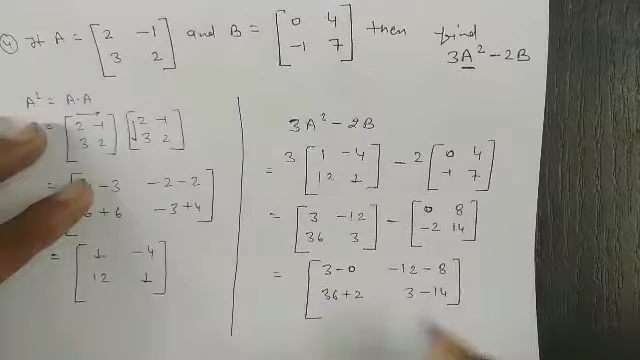 4) If A = [2 -1 and B = [0 4 then find
3 2] -1 7] 3A² - 2B
A² = A·A
= [2 -1 [2 -1
3 2] 3 2]
= - 3 -2-2
+ 6 -3+4]
= [1 -4
12 1]
3A² - 2B
= 3 [1 -4 - 2 [0 4
12 1] -1 7]
= [3 -12 - [0 8
36 3] -2 14]
= [3-0 -12-8
36+2 3-14]